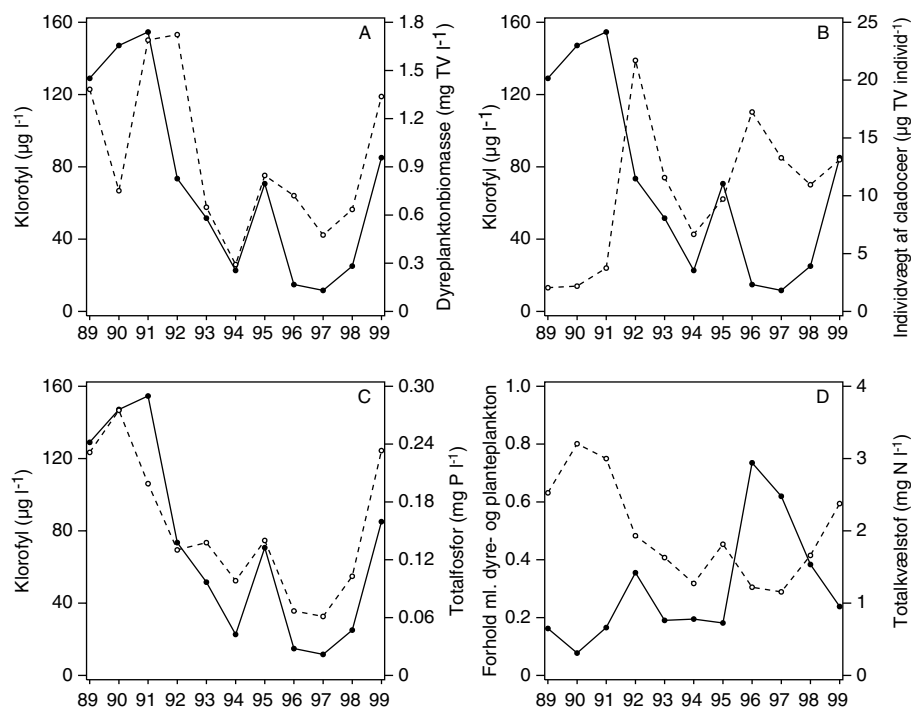 A
Klorofyl (µg l-1)
160
120
80
40
0
1.8
1.5
1.2
0.9
0.6
0.3
0
Dyreplanktonbiomasse (mg TV l-1)
89 90 91 92 93 94 95 96 97 98 99
B
Klorofyl (µg l-1)
160
120
80
40
0
25
20
15
10
5
0
Individvægt af cladoceer (µg TV individ-1)
89 90 91 92 93 94 95 96 97 98 99
C
Klorofyl (µg l-1)
160
120
80
40
0
0.30
0.24
0.18
0.12
0.06
0
Totalfosfor (mg P l-1)
89 90 91 92 93 94 95 96 97 98 99
D
Forhold ml. dyre- og planteplankton
1.0
0.8
0.6
0.4
0.2
0
4
3
2
1
0
Totalkvælstof (mg N l-1)
89 90 91 92 93 94 95 96 97 98 99